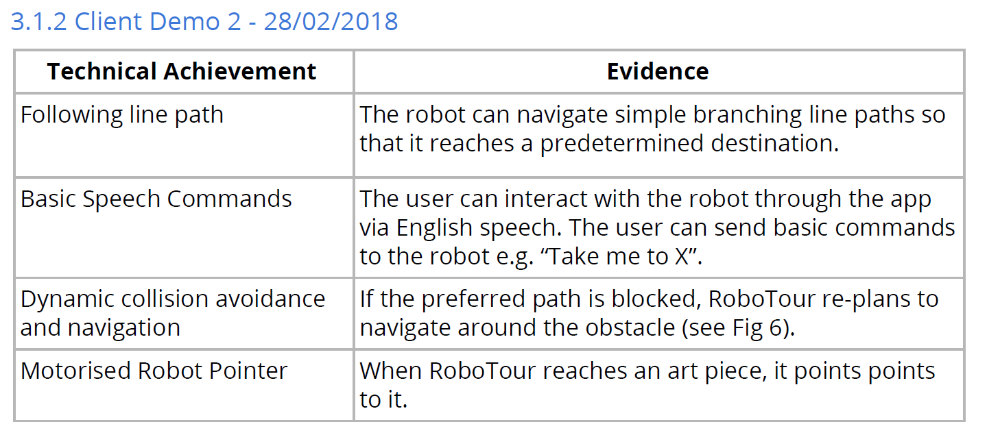 3.1.2 Client Demo 2 - 28/02/2018
Technical Achievement
Evidence
Following line path
The robot can navigate simple branching line paths so
that it reaches a predetermined destination.
Basic Speech Commands
The user can interact with the robot through the app
via English speech. The user can send basic commands
to the robot e.g. “Take me to X”.
Dynamic collision avoidance
and navigation
If the preferred path is blocked, RoboTour re-plans to
navigate around the obstacle (see Fig 6).
Motorised Robot Pointer
When RoboTour reaches an art piece, it points points
to it.